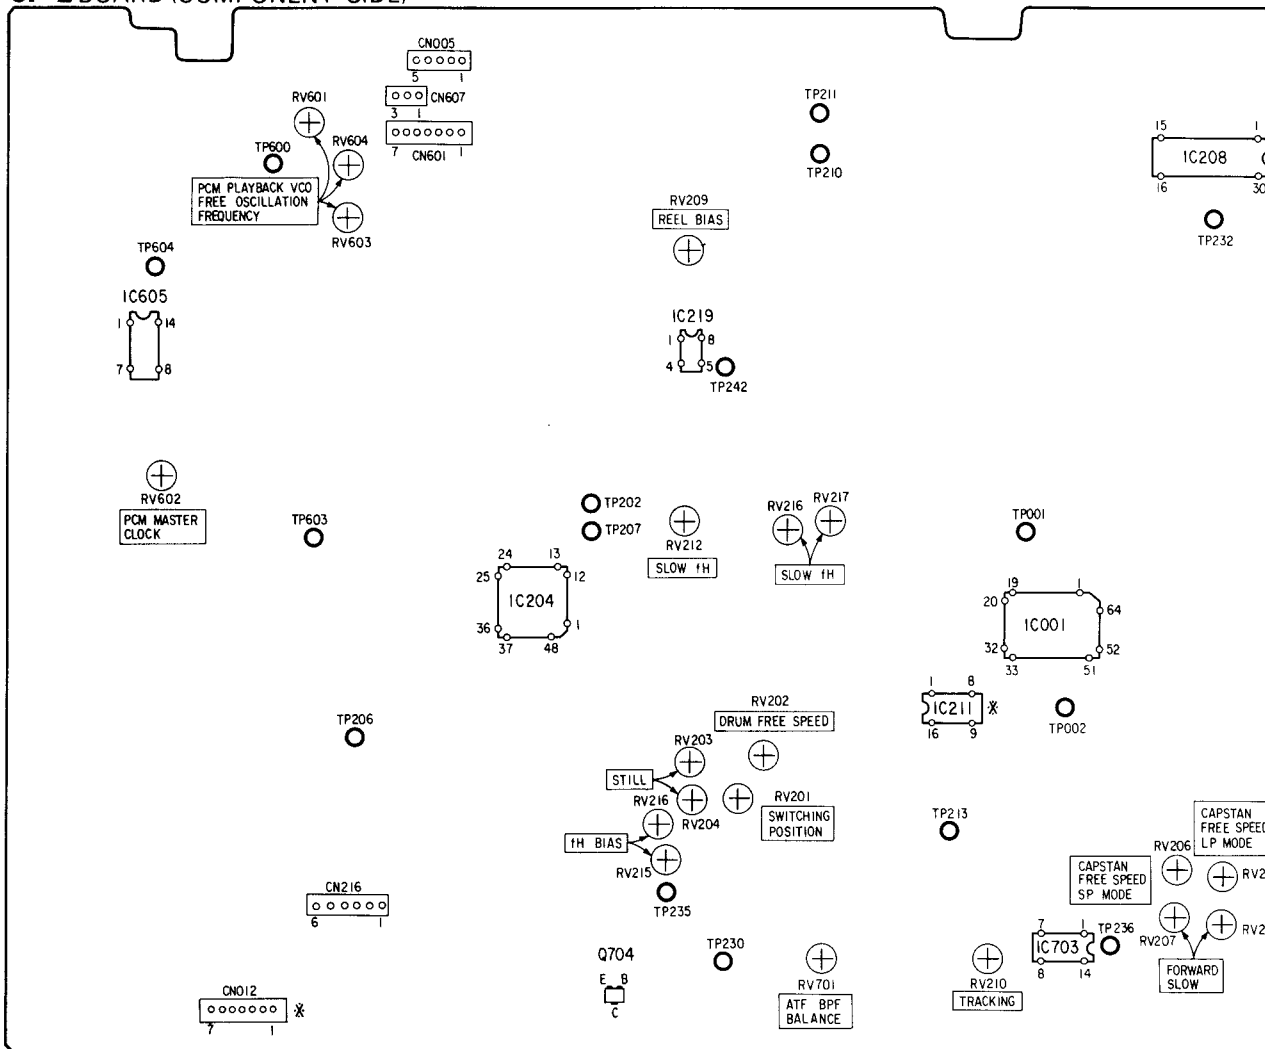 BOARD (COMPONENT SIDE)
CN005
5 1
CN607
3 1
CN601
7 1
RV601
RV604
TP600
PCM PLAYBACK VCO
FREE OSCILLATION
FREQUENCY
RV603
TP604
IC605
1 14
7 8
TP211
TP210
RV209
REEL BIAS
15 1
IC208
16 30
TP232
IC219
1 8
4 5
TP242
RV602
PCM MASTER
CLOCK
TP603
TP202
TP207
RV212
SLOW fH
RV216
RV217
SLOW fH
TP001
24 13
25 12
IC204
36 1
37 48
19 1
20 64
IC001
32 52
33 51
1 8
IC211 ※
16 9
TP002
TP206
RV202
DRUM FREE SPEED
RV203
STILL
RV216
RV204
RV201
SWITCHING
POSITION
fH BIAS
RV215
TP235
TP213
CAPSTAN
FREE SPEED
LP MODE
RV206
CAPSTAN
FREE SPEED
SP MODE
RV2
RV207
RV2
FORWARD
SLOW
CN216
6 1
Q704
E B
C
TP230
RV701
ATF BPF
BALANCE
RV210
TRACKING
7 1
IC703
8 14
TP236
CN012
※
7 1